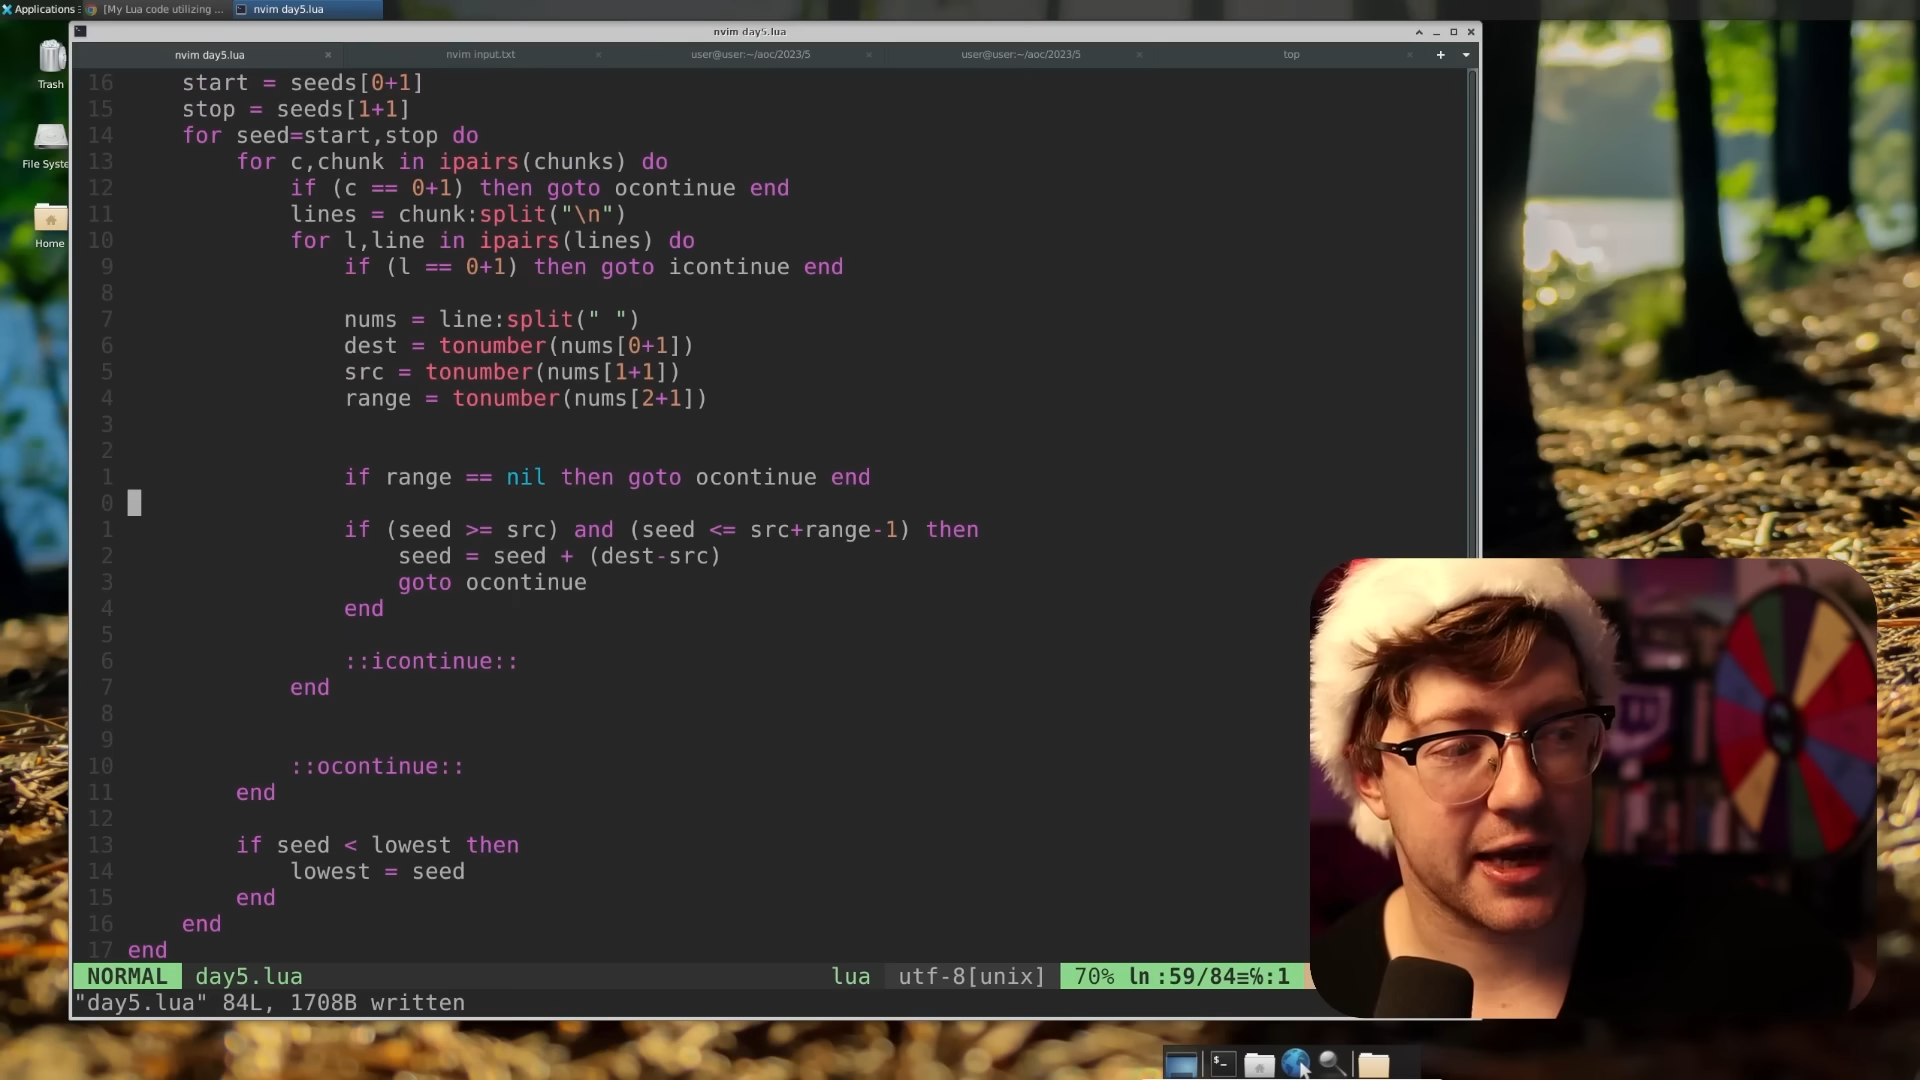 Applications
[My Lua code utilizing ...
nvim day5.lua
nvim day5.lua
nvim day5.lua
nvim input.txt
user@user:~/aoc/2023/5
user@user:~/aoc/2023/5
top
Trash
File Syste
Home
16 start = seeds[0+1]
15 stop = seeds[1+1]
14 for seed=start,stop do
13 for c,chunk in ipairs(chunks) do
12 if (c == 0+1) then goto ocontinue end
11 lines = chunk:split("\n")
10 for l,line in ipairs(lines) do
9 if (l == 0+1) then goto icontinue end
8
7 nums = line:split(" ")
6 dest = tonumber(nums[0+1])
5 src = tonumber(nums[1+1])
4 range = tonumber(nums[2+1])
3
2
1 if range == nil then goto ocontinue end
0
1 if (seed >= src) and (seed <= src+range-1) then
2 seed = seed + (dest-src)
3 goto ocontinue
4 end
5
6 ::icontinue::
7 end
8
9
10 ::ocontinue::
11 end
12
13 if seed < lowest then
14 lowest = seed
15 end
16 end
17 end
NORMAL day5.lua lua utf-8[unix] 70% ln :59/84≡℅:1
"day5.lua" 84L, 1708B written